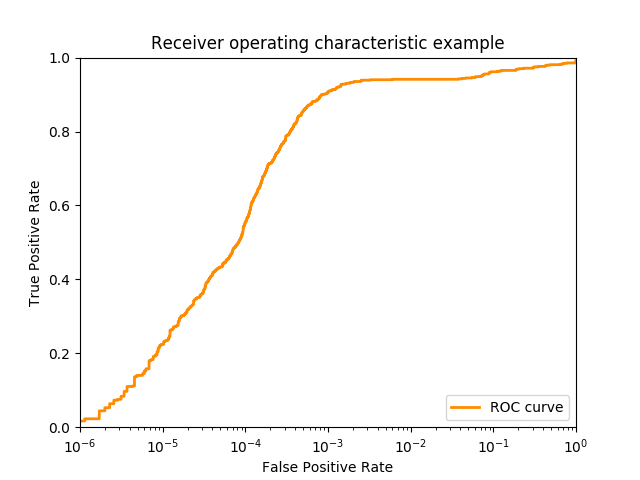 Receiver operating characteristic example
True Positive Rate
1.0
0.8
0.6
0.4
0.2
0.0
10⁻⁶ 10⁻⁵ 10⁻⁴ 10⁻³ 10⁻² 10⁻¹ 10⁰
False Positive Rate
ROC curve